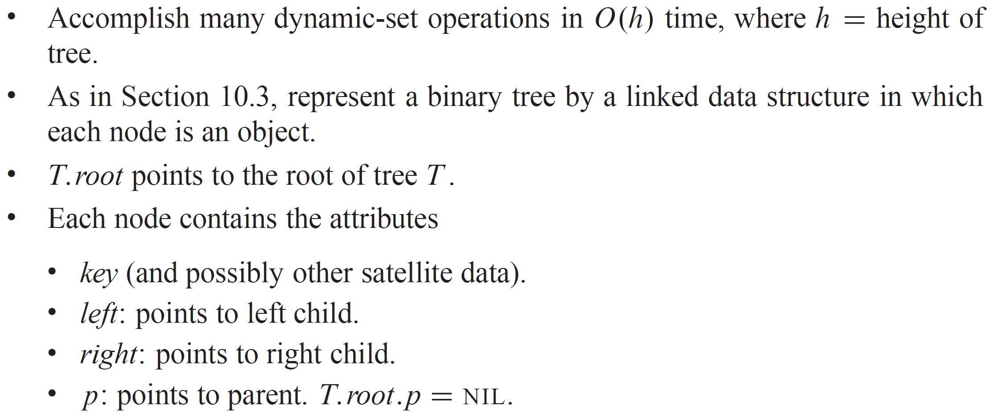 • Accomplish many dynamic-set operations in O(h) time, where h = height of
tree.
• As in Section 10.3, represent a binary tree by a linked data structure in which
each node is an object.
• T.root points to the root of tree T.
• Each node contains the attributes
• key (and possibly other satellite data).
• left: points to left child.
• right: points to right child.
• p: points to parent. T.root.p = NIL.